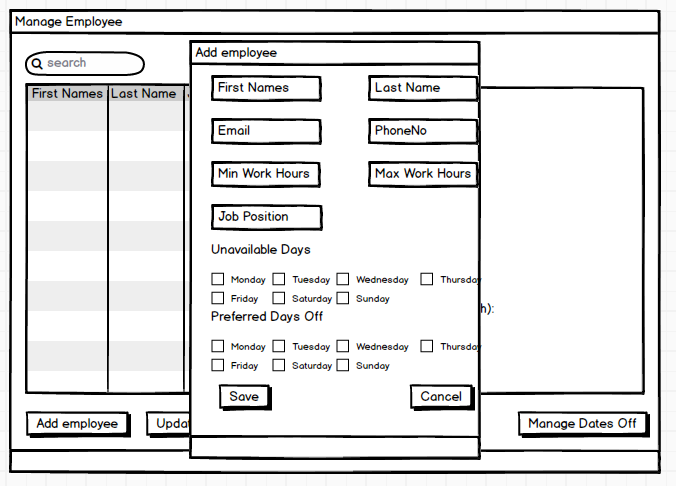 Manage Employee
search
First Names Last Name
Add employee
First Names Last Name
Email PhoneNo
Min Work Hours Max Work Hours
Job Position
Unavailable Days
Monday Tuesday Wednesday Thursday
Friday Saturday Sunday
Preferred Days Off
Monday Tuesday Wednesday Thursday
Friday Saturday Sunday
Save Cancel
h):
Add employee Updat Manage Dates Off